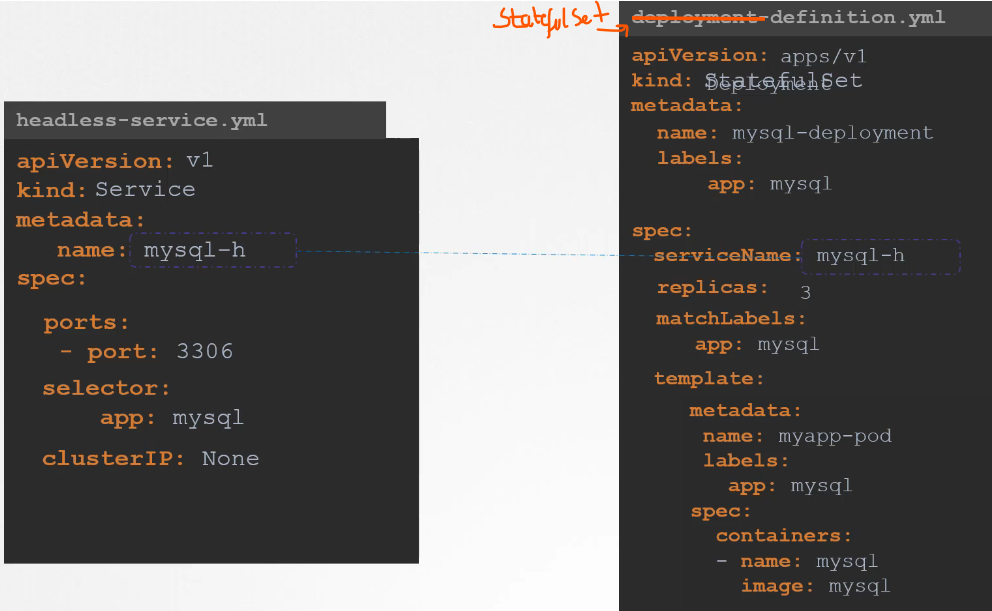 headless-service.yml
apiVersion: v1
kind: Service
metadata:
name: mysql-h
spec:
ports:
- port: 3306
selector:
app: mysql
clusterIP: None
StatefulSet
deployment-definition.yml
apiVersion: apps/v1
kind: StatefulSet
Deployment
metadata:
name: mysql-deployment
labels:
app: mysql
spec:
serviceName: mysql-h
replicas: 3
matchLabels:
app: mysql
template:
metadata:
name: myapp-pod
labels:
app: mysql
spec:
containers:
- name: mysql
image: mysql